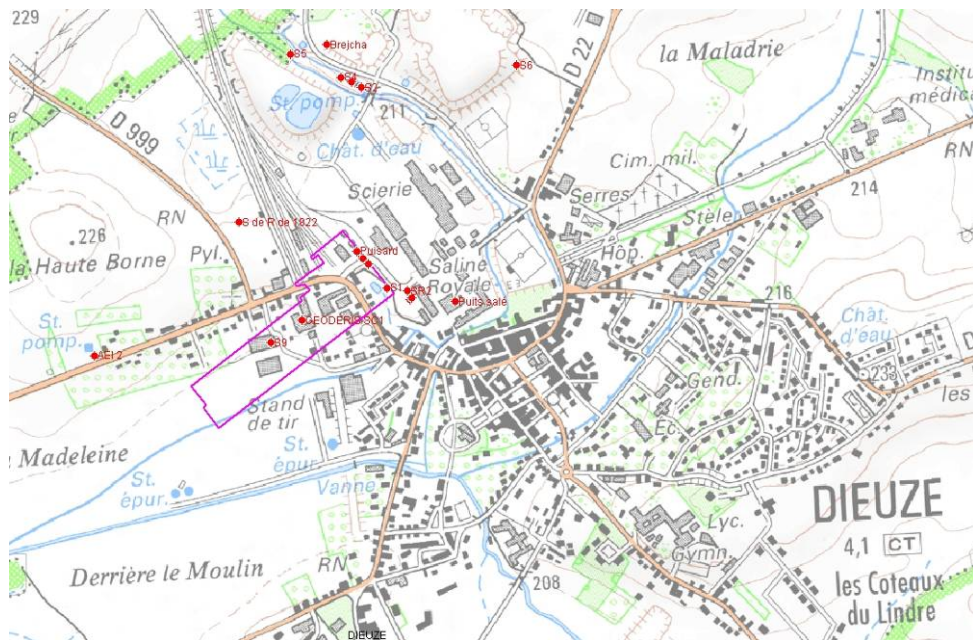 229
S5
Brejcha
S6
D 22
la Maladrie
Institu
médica
S4
S2
St. pomp.
211
D 999
Chât. d'eau
Cim. mil.
RN
Scierie
Serres
214
Stèle
S de R de 1822
RN
226
Puisard
la Haute Borne
Pyl.
Saline
Royale
Hôp.
S1
SR2
Puits salé
216
Chât.
d'eau
St.
pomp.
GEODERIS SC1
S9
AEI 2
233
les
Gend.
Stand
de tir
Ec.
Madeleine
St.
épur.
St.
épur.
Vanne
DIEUZE
4,1 CT
Lyc.
Gymn.
Derrière le Moulin
RN
208
les Coteaux
du Lindre
DIEUZE